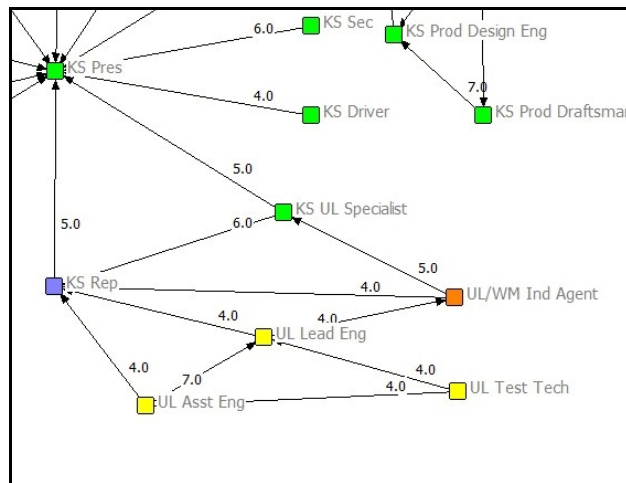 KS Sec
6.0
KS Prod Design Eng
KS Pres
7.0
4.0
KS Driver
KS Prod Draftsman
5.0
KS UL Specialist
6.0
5.0
5.0
KS Rep
4.0
UL/WM Ind Agent
4.0
4.0
UL Lead Eng
4.0
7.0
4.0
4.0
UL Asst Eng
UL Test Tech